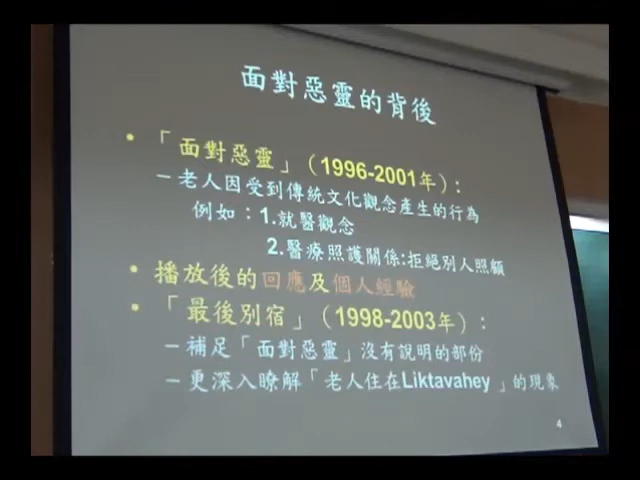 面對惡靈的背後
• 「面對惡靈」（1996-2001年）：
–老人因受到傳統文化觀念產生的行為
例如：1.就醫觀念
2.醫療照護關係:拒絕別人照顧
• 播放後的回應及個人經驗
• 「最後別宿」（1998-2003年）：
–補足「面對惡靈」沒有說明的部份
–更深入瞭解「老人住在Liktavahey」的現象
4